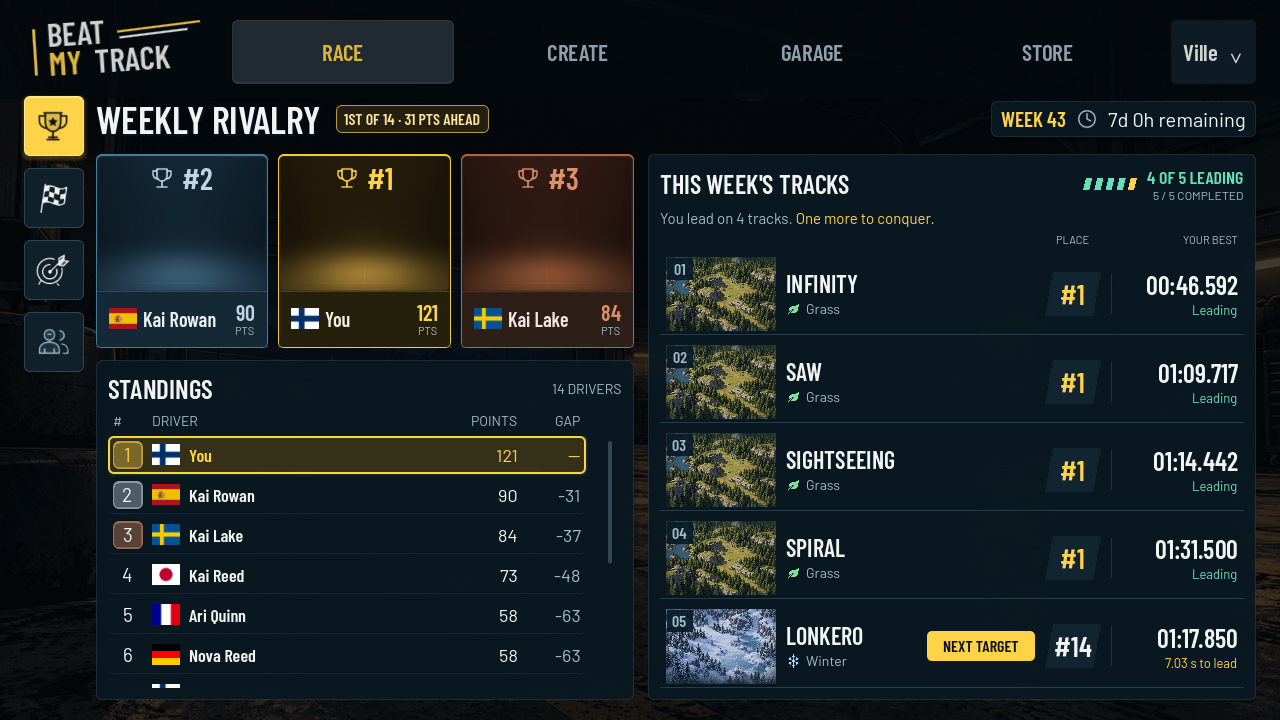 BEAT
MY TRACK
RACE
CREATE
GARAGE
STORE
Ville
WEEKLY RIVALRY
1ST OF 14 · 31 PTS AHEAD
WEEK 43
7d 0h remaining
#2
Kai Rowan
90
PTS
#1
You
121
PTS
#3
Kai Lake
84
PTS
STANDINGS
14 DRIVERS
# DRIVER POINTS GAP
1 You 121 —
2 Kai Rowan 90 -31
3 Kai Lake 84 -37
4 Kai Reed 73 -48
5 Ari Quinn 58 -63
6 Nova Reed 58 -63
THIS WEEK'S TRACKS
4 OF 5 LEADING
5 / 5 COMPLETED
You lead on 4 tracks. One more to conquer.
PLACE YOUR BEST
01
INFINITY
Grass
#1
00:46.592
Leading
02
SAW
Grass
#1
01:09.717
Leading
03
SIGHTSEEING
Grass
#1
01:14.442
Leading
04
SPIRAL
Grass
#1
01:31.500
Leading
05
LONKERO
Winter
NEXT TARGET
#14
01:17.850
7.03 s to lead